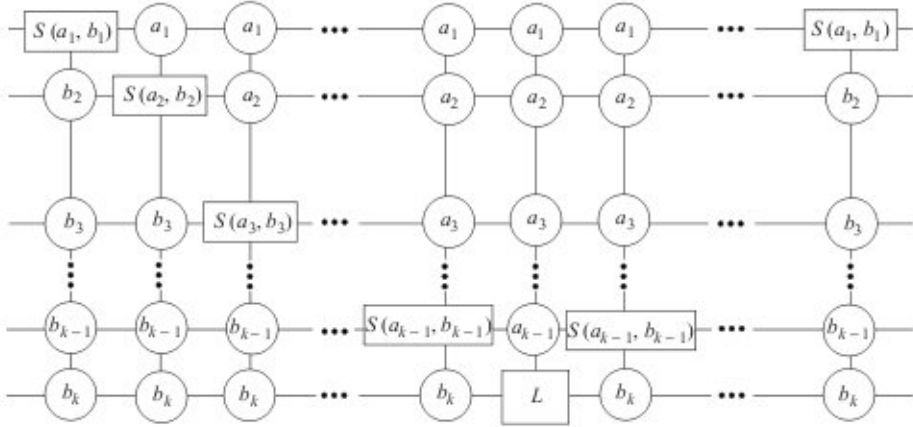 S(a₁, b₁) a₁ a₁ ••• a₁ a₁ a₁ ••• S(a₁, b₁)
b₂ S(a₂, b₂) a₂ ••• a₂ a₂ a₂ ••• b₂
b₃ b₃ S(a₃, b₃) ••• a₃ a₃ a₃ ••• b₃
bₖ₋₁ bₖ₋₁ bₖ₋₁ ••• S(aₖ₋₁, bₖ₋₁) aₖ₋₁ S(aₖ₋₁, bₖ₋₁) ••• bₖ₋₁
bₖ bₖ bₖ ••• bₖ L bₖ ••• bₖ